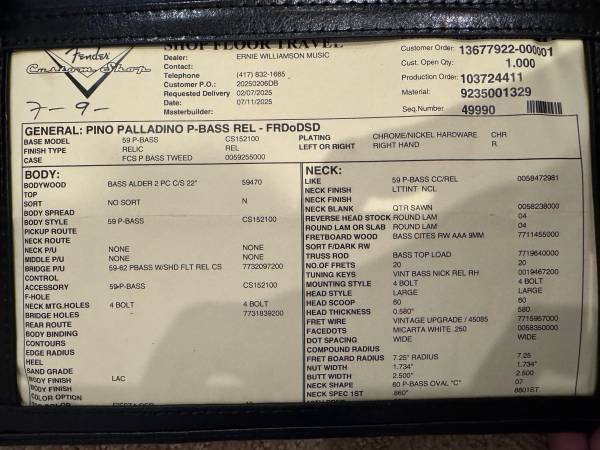 Fender
Custom Shop
7-9-
SHOP FLOOR TRAVEL
Dealer: ERNIE WILLIAMSON MUSIC
Contact:
Telephone (417) 832-1665
Customer P.O.: 20250206DB
Requested Delivery 02/07/2025
Date: 07/11/2025
Masterbuilder:
Customer Order: 13677922-000001
Cust. Open Qty: 1.000
Production Order: 103724411
Material: 9235001329
Seq.Number 49990
GENERAL: PINO PALLADINO P-BASS REL - FRDoDSD
BASE MODEL 59 P-BASS CS152100 PLATING CHROME/NICKEL HARDWARE CHR
FINISH TYPE RELIC REL LEFT OR RIGHT RIGHT HAND R
CASE FCS P BASS TWEED 0059255000
BODY:
BODYWOOD BASS ALDER 2 PC C/S 22" 59470
TOP
SORT NO SORT N
BODY SPREAD
BODY STYLE 59 P-BASS CS152100
PICKUP ROUTE
NECK ROUTE
NECK P/U NONE NONE
MIDDLE P/U NONE NONE
BRIDGE P/U 59-62 PBASS W/SHD FLT REL CS 7732097200
CONTROL
ACCESSORY 59-P-BASS CS152100
F-HOLE
NECK MTG.HOLES 4 BOLT 4 BOLT
BRIDGE HOLES 7731839200
REAR ROUTE
BODY BINDING
CONTOURS
EDGE RADIUS
HEEL
SAND GRADE
BODY FINISH LAC
BODY FINISH
COLOR OPTION
NECK:
LIKE 59 P-BASS CC/REL 0058472981
NECK FINISH LTTINT NCL
NECK FINISH
NECK BLANK QTR SAWN 0058238000
REVERSE HEAD STOCK ROUND LAM 04
ROUND LAM OR SLAB ROUND LAM 04
FRETBOARD WOOD BASS CITES RW AAA 9MM 7711455000
SORT F/DARK RW
TRUSS ROD BASS TOP LOAD 7719640000
NO.OF FRETS 20 20
TUNING KEYS VINT BASS NICK REL RH 0019467200
MOUNTING STYLE 4 BOLT 4 BOLT
HEAD STYLE LARGE LARGE
HEAD SCOOP 60 60
HEAD THICKNESS 0.580" 580
FRET WIRE VINTAGE UPGRADE / 45085 7715957000
FACEDOTS MICARTA WHITE .250 0058350000
DOT SPACING WIDE WIDE
COMPOUND RADIUS
FRET BOARD RADIUS 7.25" RADIUS 7.25
NUT WIDTH 1.734" 1.734"
BUTT WIDTH 2.500" 2.500
NECK SHAPE 60 P-BASS OVAL "C" 07
NECK SPEC 1ST .860" 8601ST